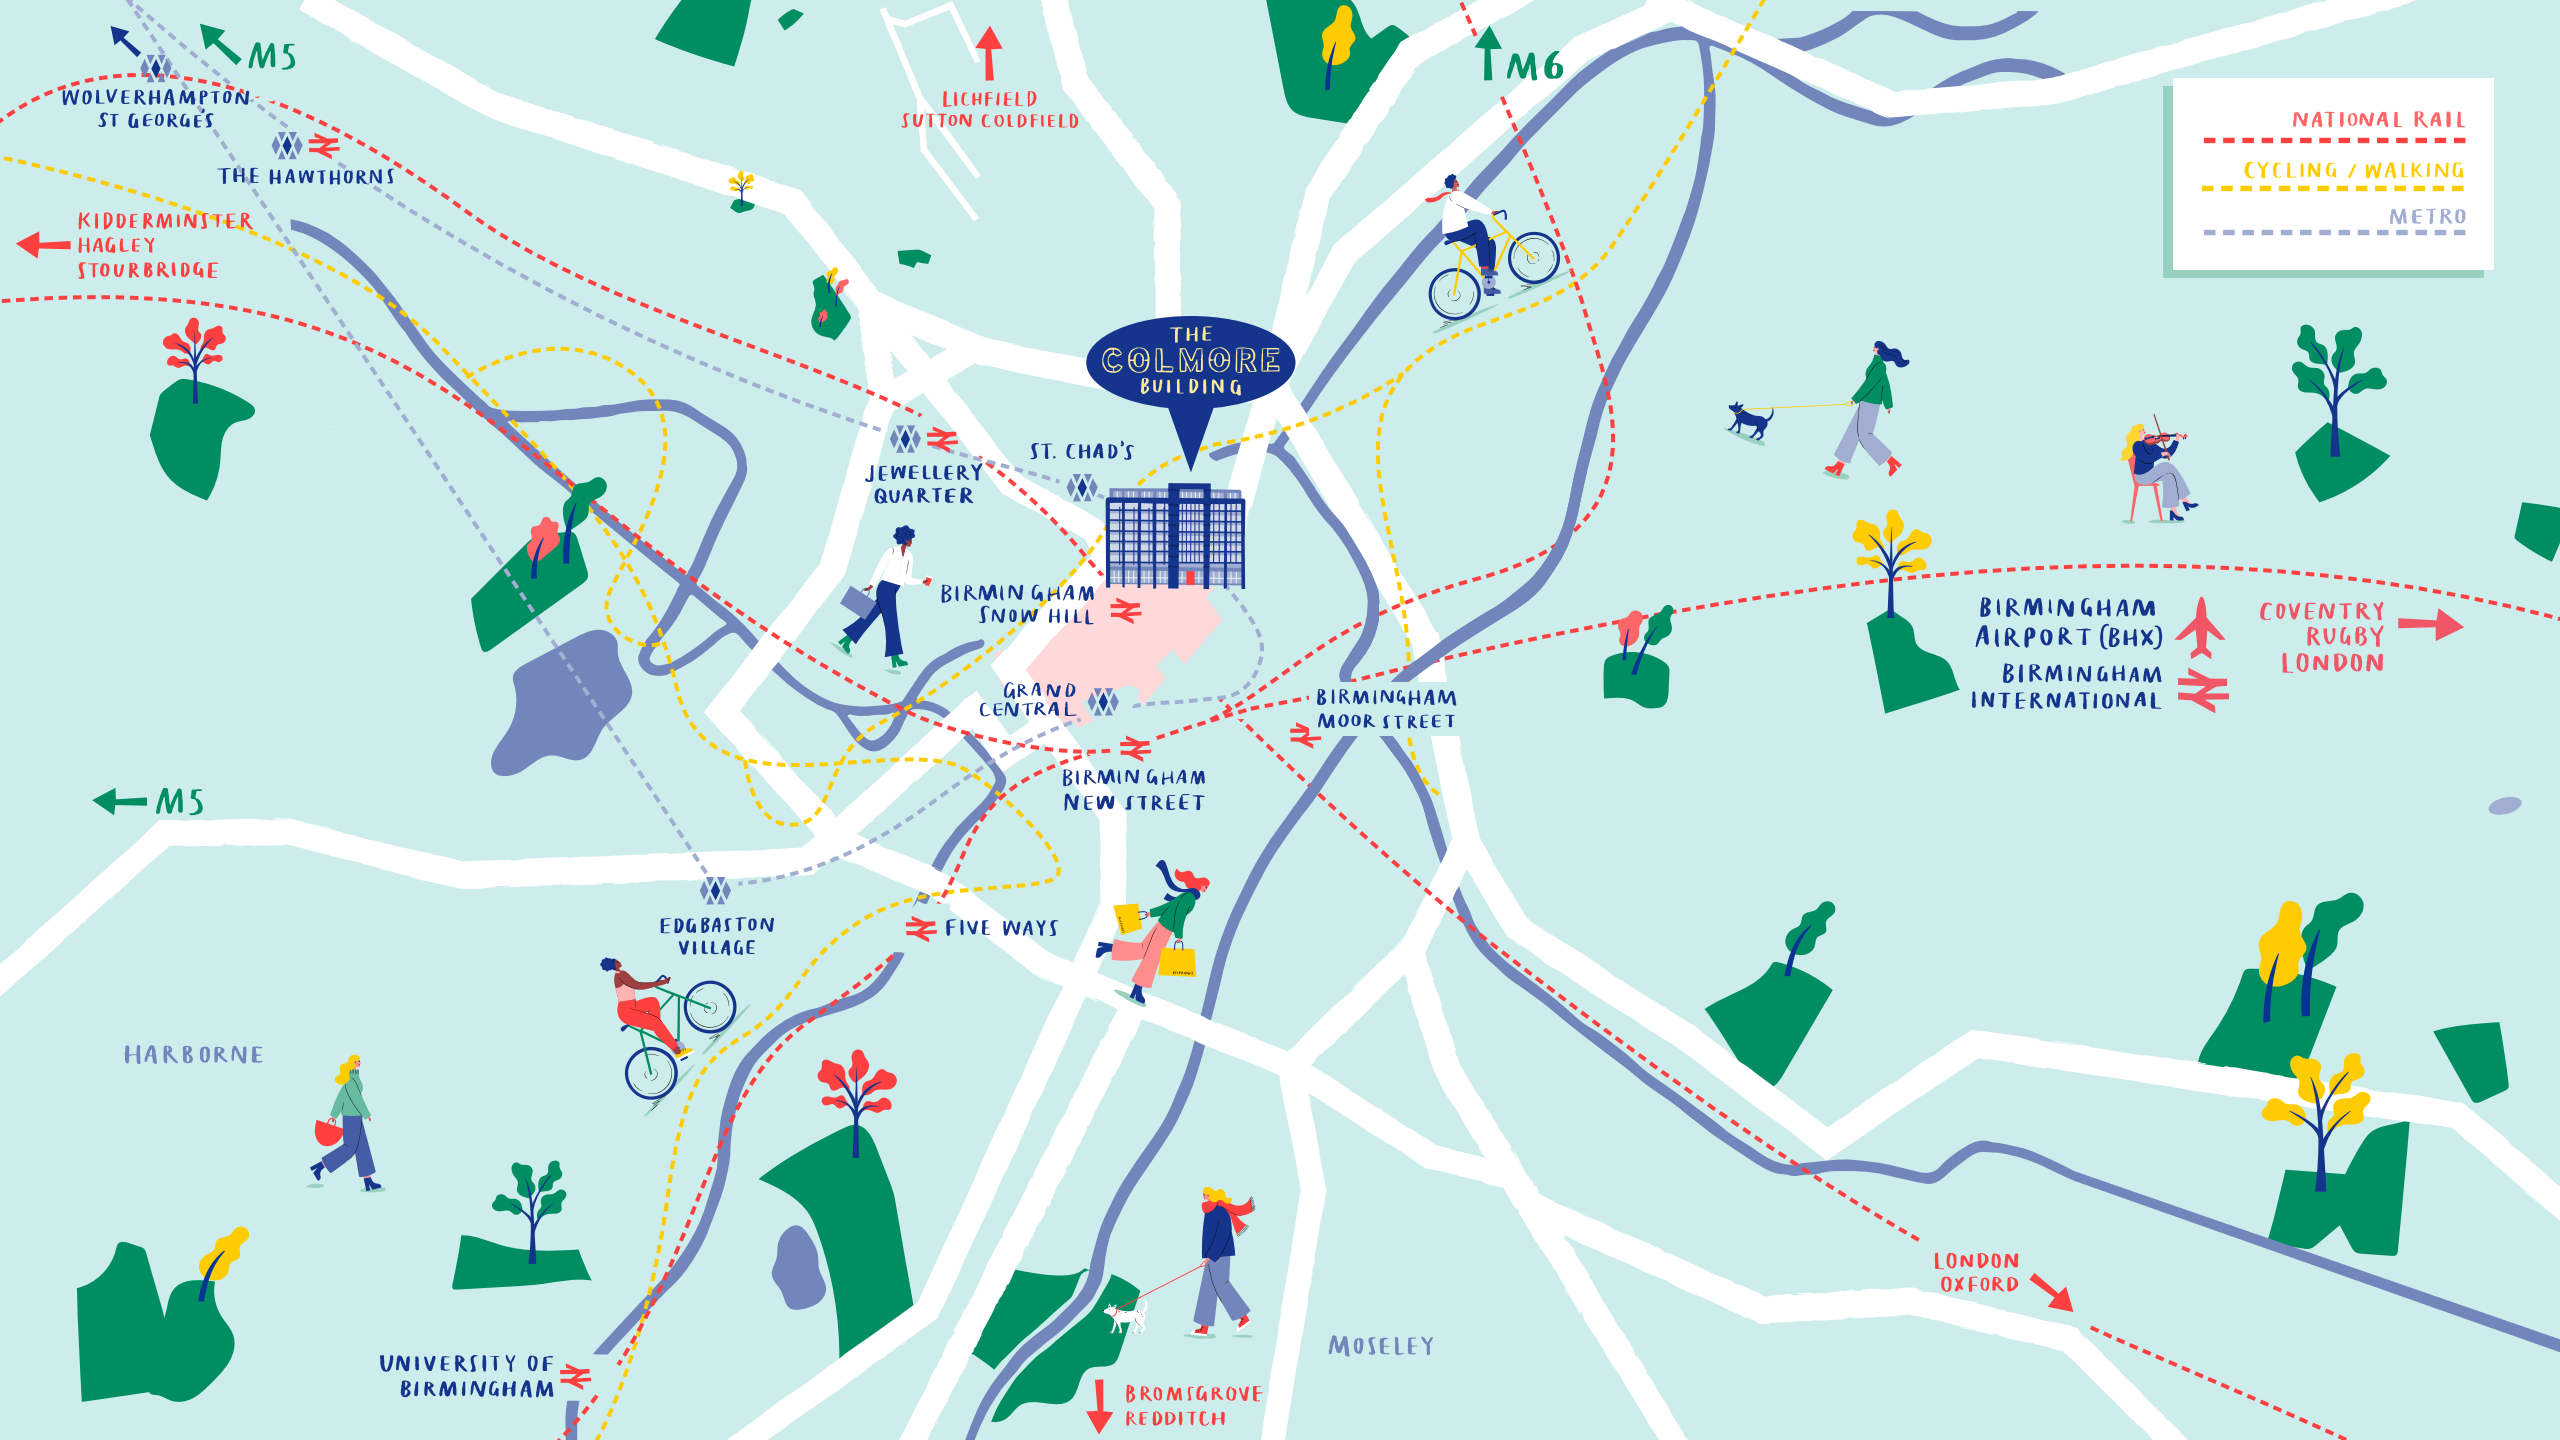 M5
WOLVERHAMPTON
ST GEORGES
THE HAWTHORNS
KIDDERMINSTER
HAGLEY
STOURBRIDGE
LICHFIELD
SUTTON COLDFIELD
M6
NATIONAL RAIL
CYCLING / WALKING
METRO
THE
COLMORE
BUILDING
JEWELLERY
QUARTER
ST. CHAD'S
BIRMINGHAM
SNOW HILL
GRAND
CENTRAL
BIRMINGHAM
MOOR STREET
BIRMINGHAM
NEW STREET
BIRMINGHAM
AIRPORT (BHX)
BIRMINGHAM
INTERNATIONAL
COVENTRY
RUGBY
LONDON
M5
EDGBASTON
VILLAGE
FIVE WAYS
HARBORNE
UNIVERSITY OF
BIRMINGHAM
BROMSGROVE
REDDITCH
MOSELEY
LONDON
OXFORD